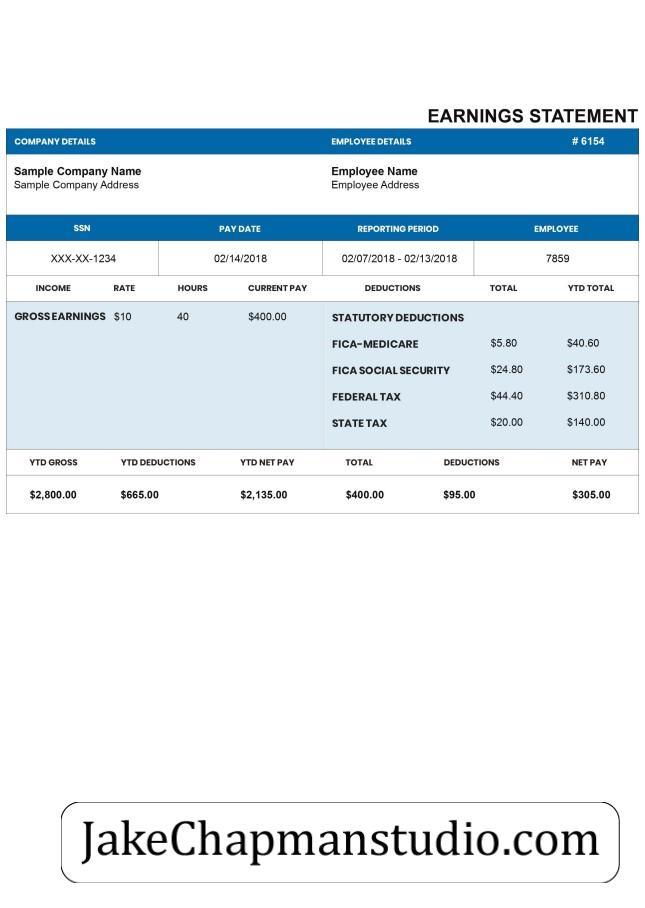 EARNINGS STATEMENT
COMPANY DETAILS EMPLOYEE DETAILS # 6154
Sample Company Name Employee Name
Sample Company Address Employee Address
SSN PAY DATE REPORTING PERIOD EMPLOYEE
XXX-XX-1234 02/14/2018 02/07/2018 - 02/13/2018 7859
INCOME RATE HOURS CURRENT PAY DEDUCTIONS TOTAL YTD TOTAL
GROSS EARNINGS $10 40 $400.00 STATUTORY DEDUCTIONS
FICA-MEDICARE $5.80 $40.60
FICA SOCIAL SECURITY $24.80 $173.60
FEDERAL TAX $44.40 $310.80
STATE TAX $20.00 $140.00
YTD GROSS YTD DEDUCTIONS YTD NET PAY TOTAL DEDUCTIONS NET PAY
$2,800.00 $665.00 $2,135.00 $400.00 $95.00 $305.00
JakeChapmanstudio.com